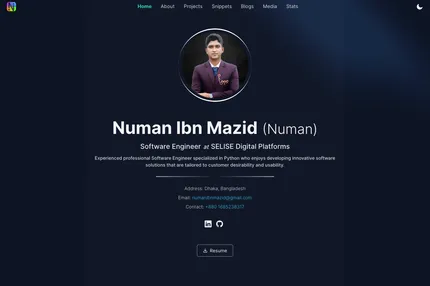 Home About Projects Snippets Blogs Media Stats
Numan Ibn Mazid (Numan)
Software Engineer at SELISE Digital Platforms
Experienced professional Software Engineer specialised in Python who enjoys developing innovative software
solutions that are tailored to customer desirability and usability.
Address: Dhaka, Bangladesh
Email: numanibnmazid@gmail.com
Contact: +880 1685238317
Resume